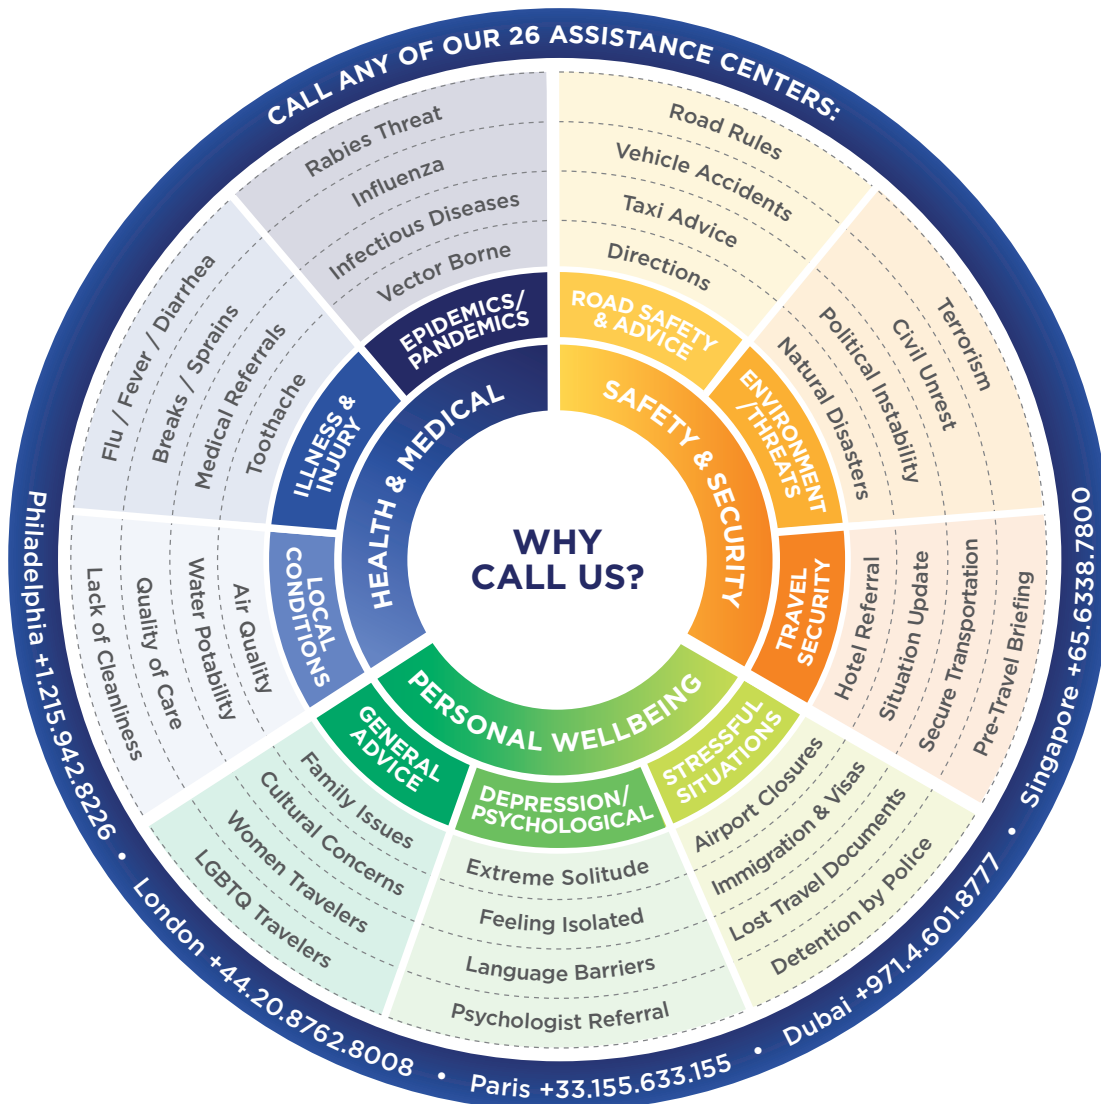 CALL ANY OF OUR 26 ASSISTANCE CENTERS:
WHY
CALL US?
HEALTH & MEDICAL
EPIDEMICS/
PANDEMICS
Rabies Threat
Influenza
Infectious Diseases
Vector Borne
ILLNESS &
INJURY
Flu / Fever / Diarrhea
Breaks / Sprains
Medical Referrals
Toothache
LOCAL
CONDITIONS
Lack of Cleanliness
Quality of Care
Water Potability
Air Quality
SAFETY & SECURITY
ROAD SAFETY
& ADVICE
Road Rules
Vehicle Accidents
Taxi Advice
Directions
ENVIRONMENT
/THREATS
Terrorism
Civil Unrest
Political Instability
Natural Disasters
TRAVEL
SECURITY
Hotel Referral
Situation Update
Secure Transportation
Pre-Travel Briefing
PERSONAL WELLBEING
STRESSFUL
SITUATIONS
Airport Closures
Immigration & Visas
Lost Travel Documents
Detention by Police
DEPRESSION/
PSYCHOLOGICAL
Extreme Solitude
Feeling Isolated
Language Barriers
Psychologist Referral
GENERAL
ADVICE
Family Issues
Cultural Concerns
Women Travelers
LGBTQ Travelers
Philadelphia +1.215.942.8226 • London +44.20.8762.8008 • Paris +33.155.633.155 • Dubai +971.4.601.8777 • Singapore +65.6338.7800